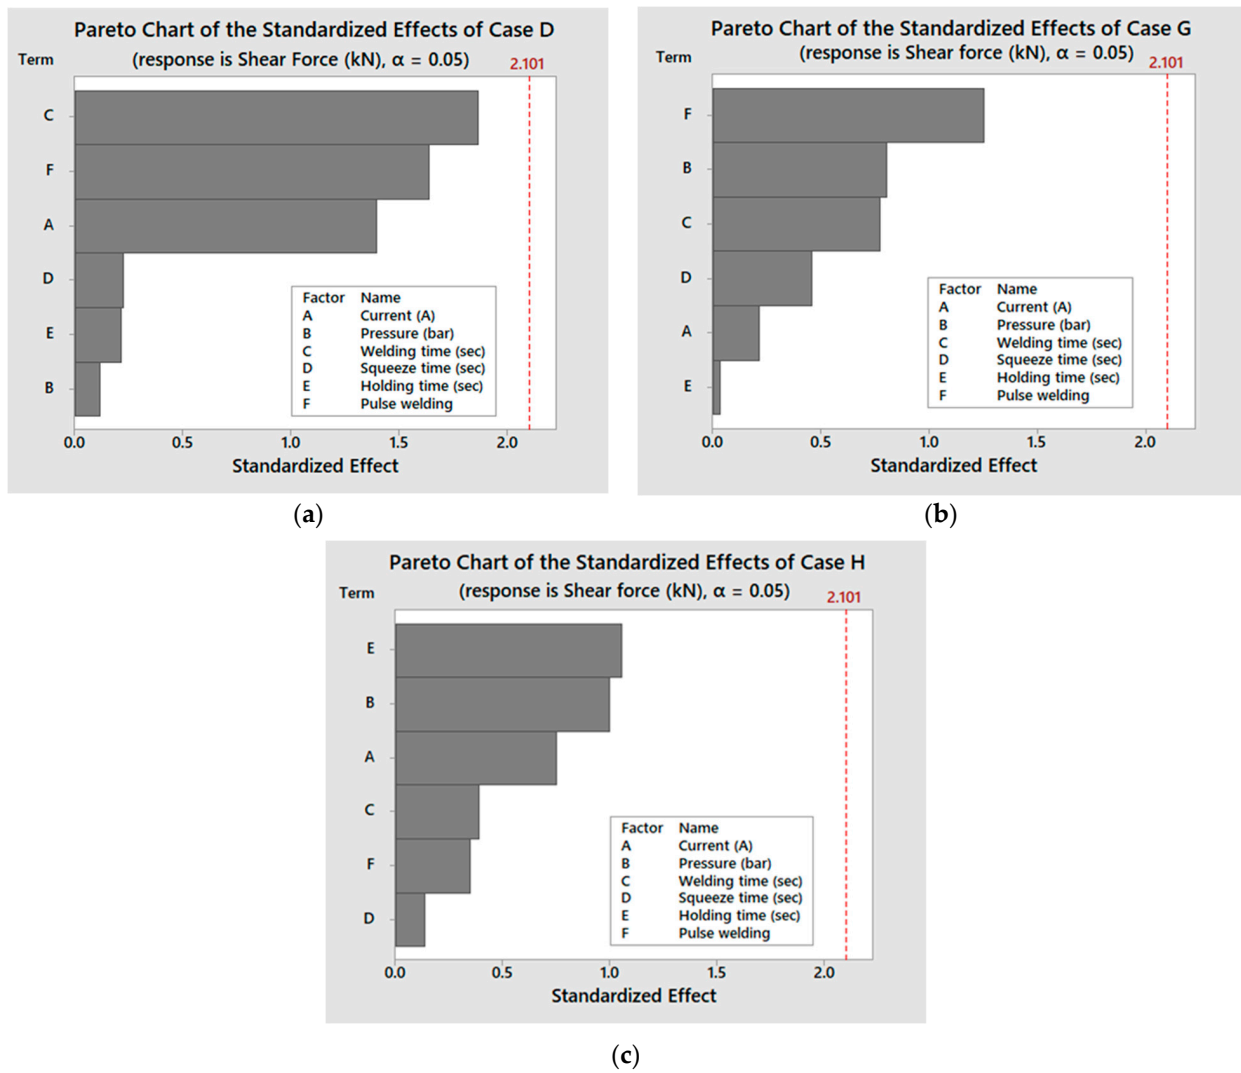 Pareto Chart of the Standardized Effects of Case D
(response is Shear Force (kN), α = 0.05)
Term
2.101
C
F
A
D
E
B
Factor Name
A Current (A)
B Pressure (bar)
C Welding time (sec)
D Squeeze time (sec)
E Holding time (sec)
F Pulse welding
0.0 0.5 1.0 1.5 2.0
Standardized Effect
(a)
Pareto Chart of the Standardized Effects of Case G
(response is Shear force (kN), α = 0.05)
Term
2.101
F
B
C
D
A
E
Factor Name
A Current (A)
B Pressure (bar)
C Welding time (sec)
D Squeeze time (sec)
E Holding time (sec)
F Pulse welding
0.0 0.5 1.0 1.5 2.0
Standardized Effect
(b)
Pareto Chart of the Standardized Effects of Case H
(response is Shear force (kN), α = 0.05)
Term
2.101
E
B
A
C
F
D
Factor Name
A Current (A)
B Pressure (bar)
C Welding time (sec)
D Squeeze time (sec)
E Holding time (sec)
F Pulse welding
0.0 0.5 1.0 1.5 2.0
Standardized Effect
(c)